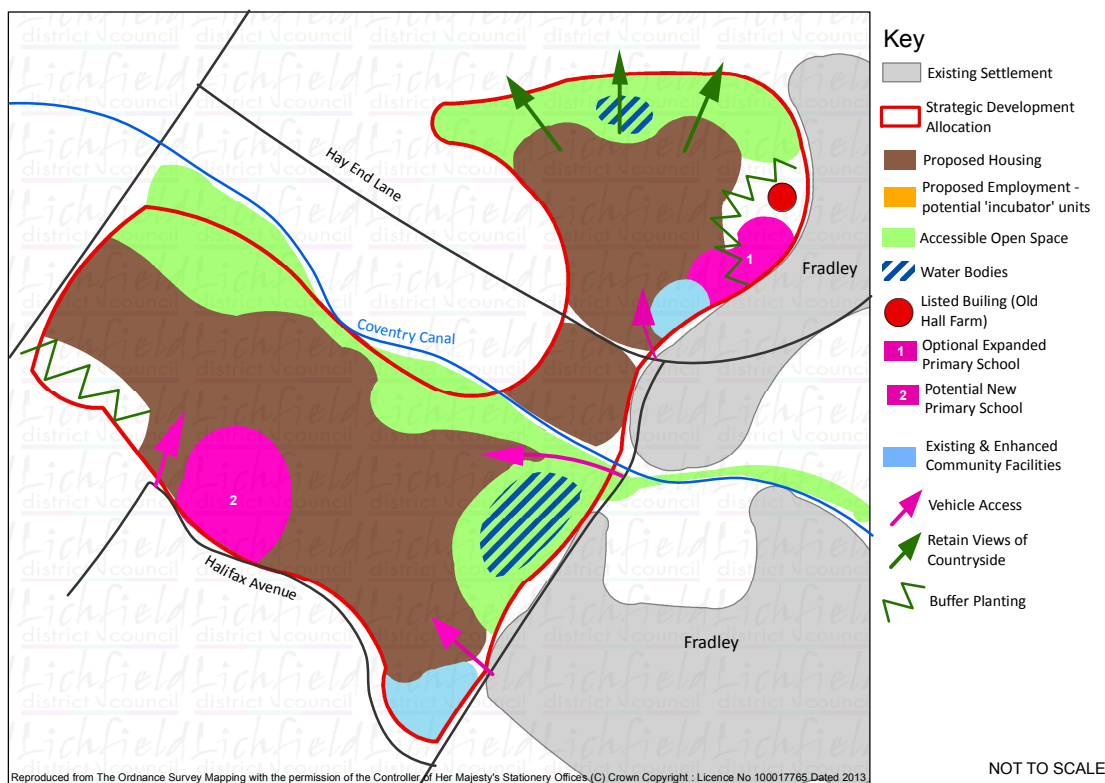 Key
Existing Settlement
Strategic Development
Allocation
Proposed Housing
Proposed Employment -
potential 'incubator' units
Accessible Open Space
Water Bodies
Listed Builing (Old
Hall Farm)
1
Optional Expanded
Primary School
2
Potential New
Primary School
Existing & Enhanced
Community Facilities
Vehicle Access
Retain Views of
Countryside
Buffer Planting
Hay End Lane
Coventry Canal
1
Fradley
2
Halifax Avenue
Fradley
Lichfield
district council
Reproduced from The Ordnance Survey Mapping with the permission of the Controller of Her Majesty's Stationery Offices (C) Crown Copyright : Licence No 100017765 Dated 2013
NOT TO SCALE